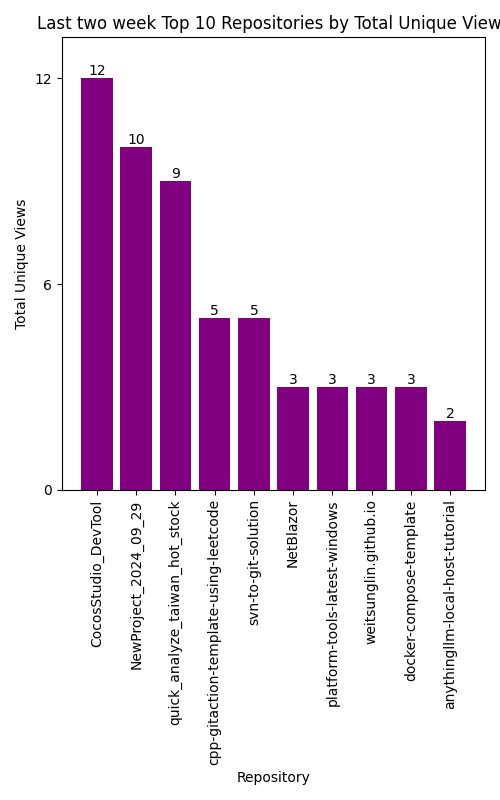 Last two week Top 10 Repositories by Total Unique View
12
10
9
5
5
3
3
3
3
2
12
6
0
Total Unique Views
CocosStudio_DevTool
NewProject_2024_09_29
quick_analyze_taiwan_hot_stock
cpp-gitaction-template-using-leetcode
svn-to-git-solution
NetBlazor
platform-tools-latest-windows
weitsunglin.github.io
docker-compose-template
anythingllm-local-host-tutorial
Repository